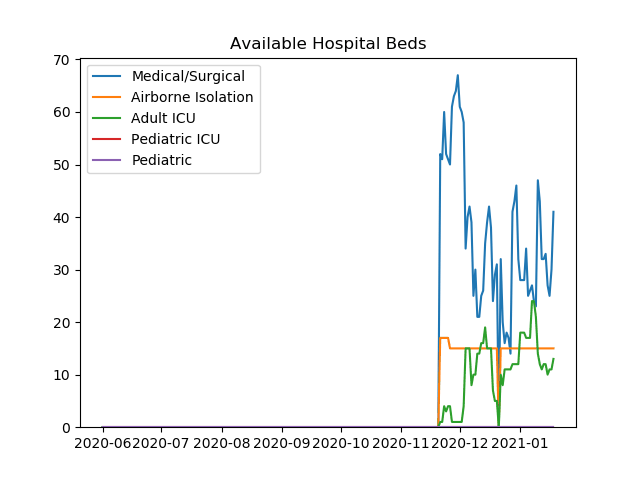 Available Hospital Beds
70
60
50
40
30
20
10
0
Medical/Surgical
Airborne Isolation
Adult ICU
Pediatric ICU
Pediatric
2020-06 2020-07 2020-08 2020-09 2020-10 2020-11 2020-12 2021-01